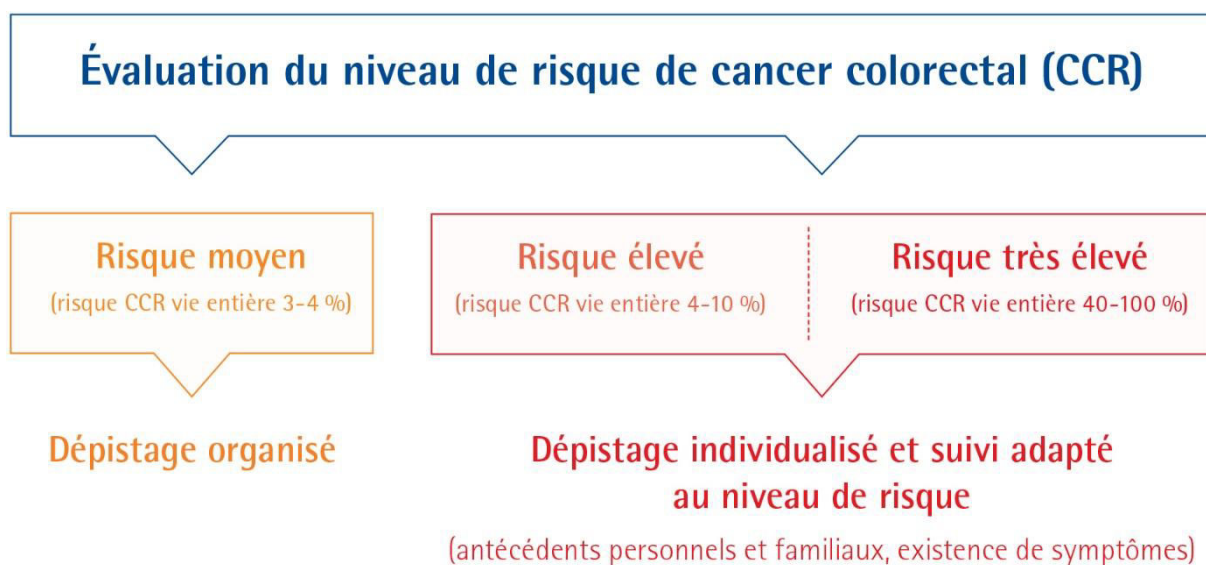 Évaluation du niveau de risque de cancer colorectal (CCR)
Risque moyen
(risque CCR vie entière 3-4 %)
Risque élevé
(risque CCR vie entière 4-10 %)
Risque très élevé
(risque CCR vie entière 40-100 %)
Dépistage organisé
Dépistage individualisé et suivi adapté
au niveau de risque
(antécédents personnels et familiaux, existence de symptômes)